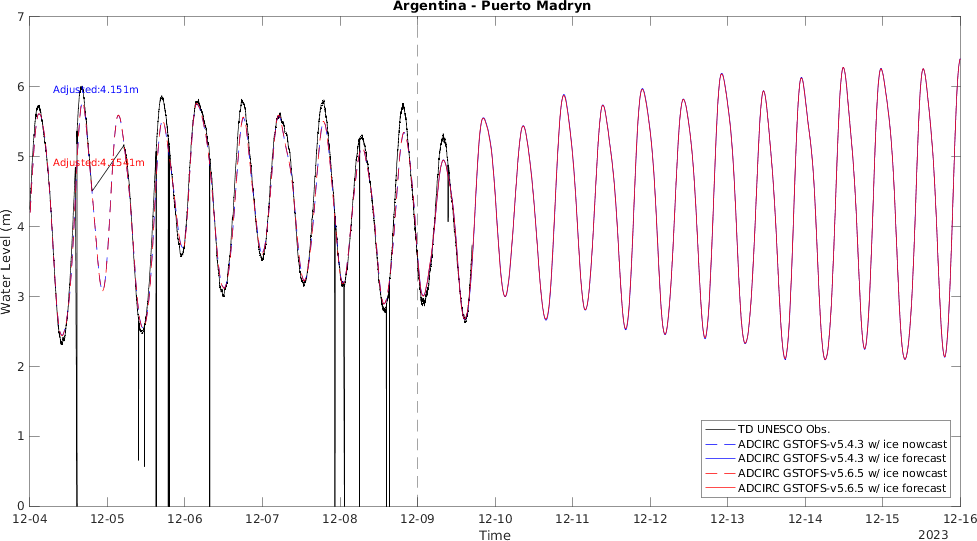 Argentina - Puerto Madryn
7
6
5
4
3
2
1
0
Water Level (m)
Adjusted:4.151m
Adjusted:4.1541m
TD UNESCO Obs.
ADCIRC GSTOFS-v5.4.3 w/ ice nowcast
ADCIRC GSTOFS-v5.4.3 w/ ice forecast
ADCIRC GSTOFS-v5.6.5 w/ ice nowcast
ADCIRC GSTOFS-v5.6.5 w/ ice forecast
12-04 12-05 12-06 12-07 12-08 12-09 12-10 12-11 12-12 12-13 12-14 12-15 12-16
Time
2023